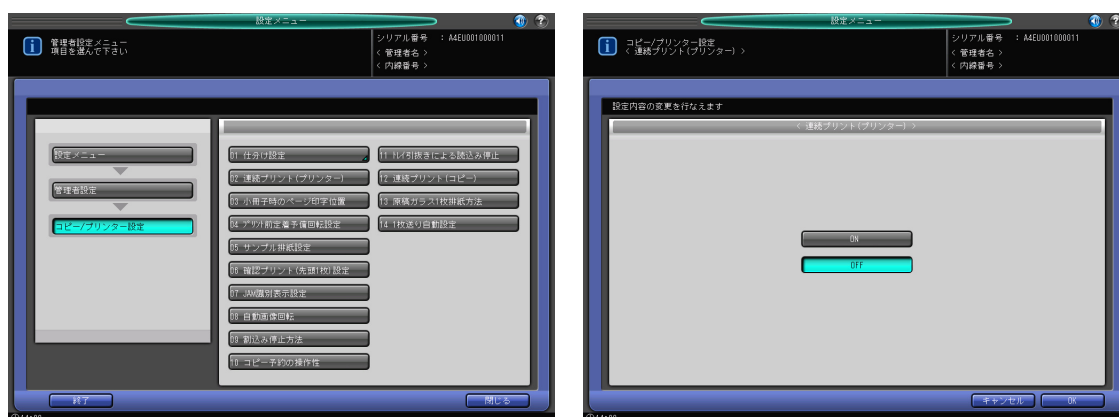 設定メニュー
管理者設定メニュー
項目を選んで下さい
シリアル番号 : A4EU001000011
< 管理者名 >
< 内線番号 >
設定メニュー
管理者設定
コピー/プリンター設定
01 仕分け設定
02 連続プリント(プリンター)
03 小冊子時のページ印字位置
04 プリント前定着予備回転設定
05 サンプル排紙設定
06 確認プリント(先頭1枚)設定
07 JAM識別表示設定
08 自動画像回転
09 割込み停止方法
10 コピー予約の操作性
11 トレイ引抜きによる読込み停止
12 連続プリント(コピー)
13 原稿ガラス1枚排紙方法
14 1枚送り自動設定
終了
閉じる
設定メニュー
コピー/プリンター設定
< 連続プリント(プリンター) >
シリアル番号 : A4EU001000011
< 管理者名 >
< 内線番号 >
設定内容の変更を行なえます
< 連続プリント(プリンター) >
ON
OFF
キャンセル
OK